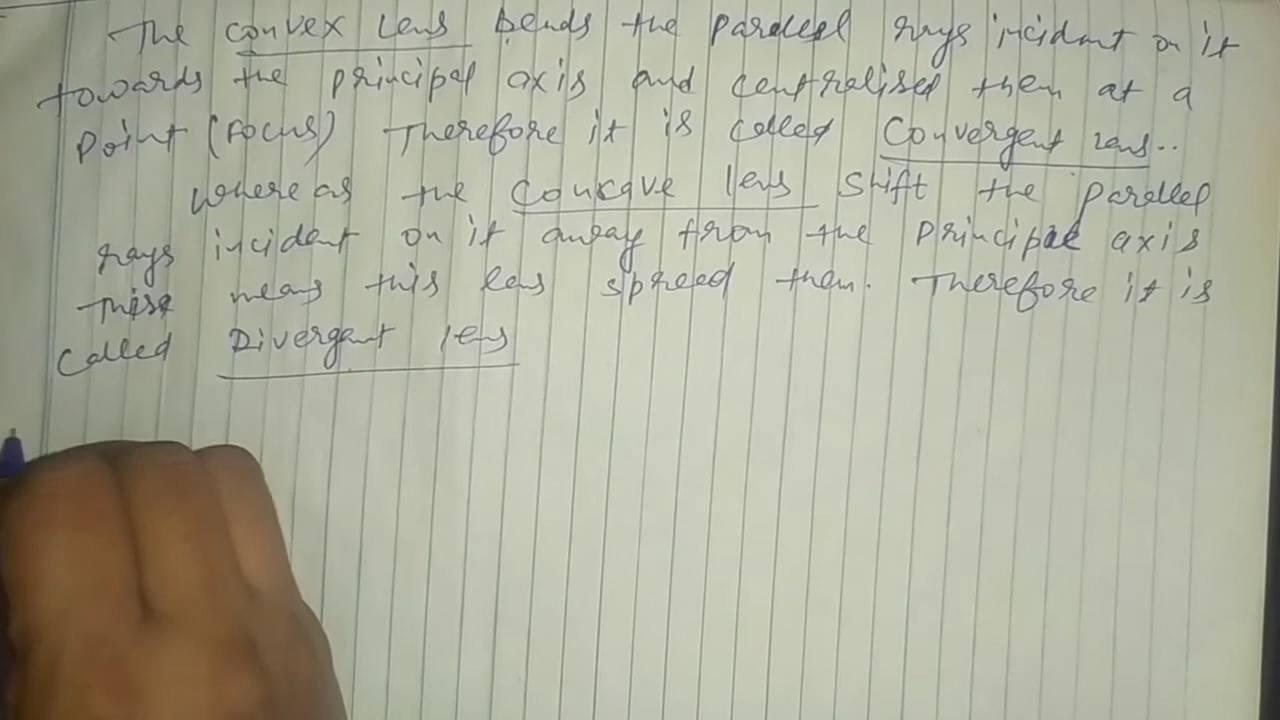 The convex lens bends the parallel rays incident on it
towards the principal axis and centralised them at a
Point (Focus) Therefore it is called Convergent lens..
Whereas the Concave lens shift the parallel
rays incident on it away from the principal axis
means this lens spread them. Therefore it is
Called Divergent lens